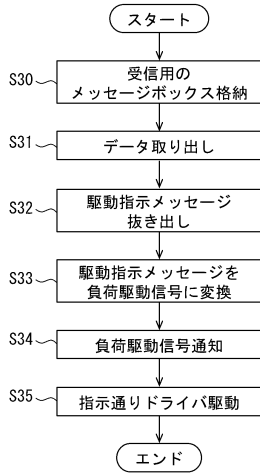 スタート
S30
受信用の
メッセージボックス格納
S31
データ取り出し
S32
駆動指示メッセージ
抜き出し
S33
駆動指示メッセージを
負荷駆動信号に変換
S34
負荷駆動信号通知
S35
指示通りドライバ駆動
エンド